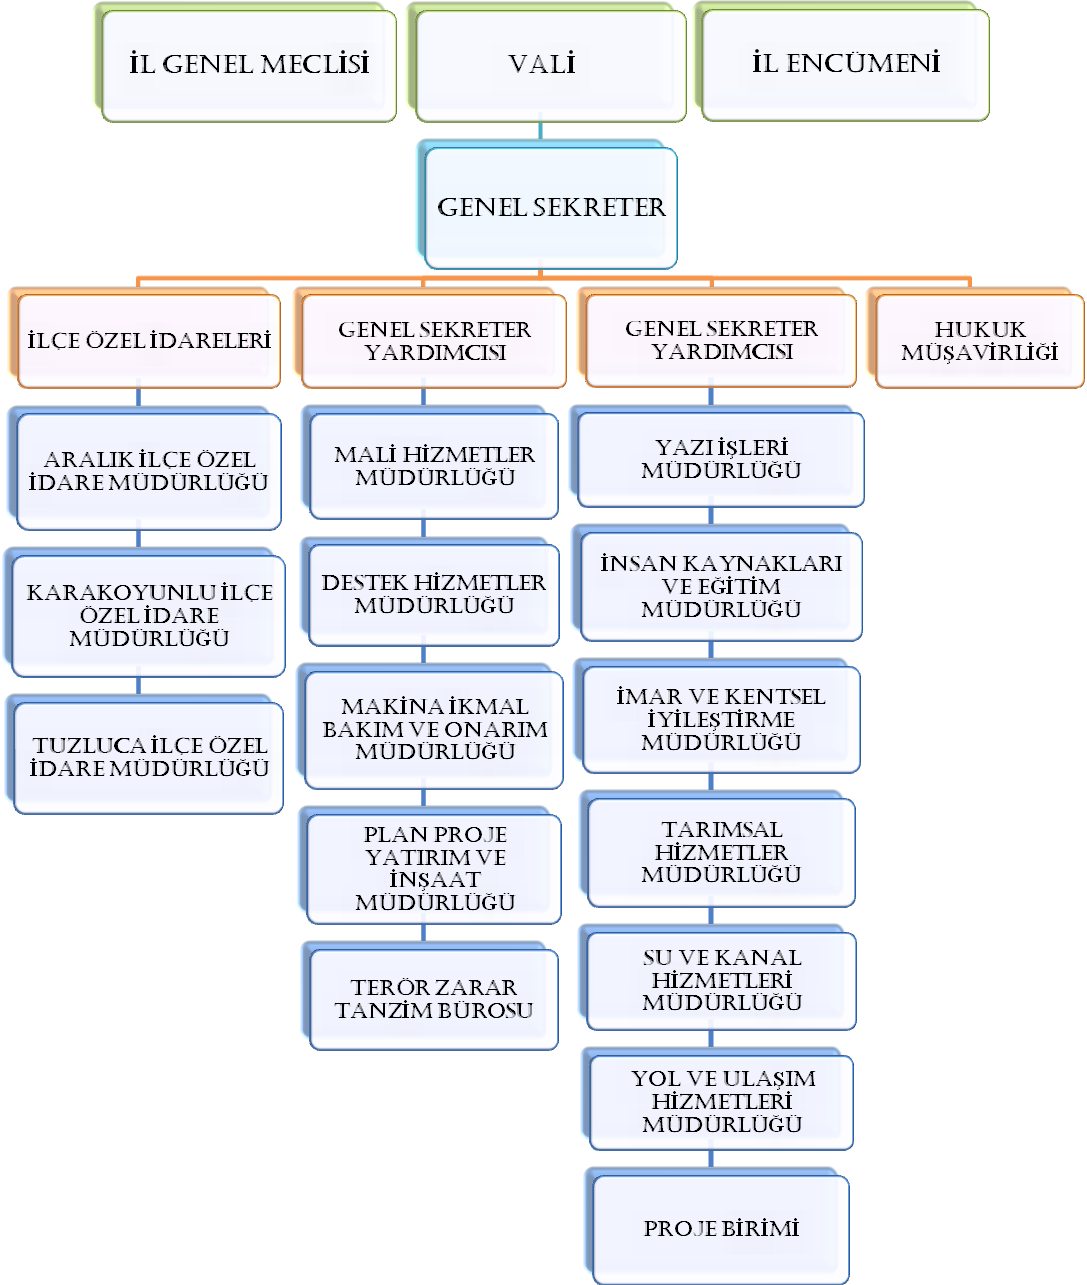 İL GENEL MECLİSİ
VALİ
İL ENCÜMENİ
GENEL SEKRETER
İLÇE ÖZEL İDARELERİ
GENEL SEKRETER
YARDIMCISI
GENEL SEKRETER
YARDIMCISI
HUKUK
MÜŞAVİRLİĞİ
ARALIK İLÇE ÖZEL
İDARE MÜDÜRLÜĞÜ
KARAKOYUNLU İLÇE
ÖZEL İDARE
MÜDÜRLÜĞÜ
TUZLUCA İLÇE ÖZEL
İDARE MÜDÜRLÜĞÜ
MALİ HİZMETLER
MÜDÜRLÜĞÜ
DESTEK HİZMETLER
MÜDÜRLÜĞÜ
MAKİNA İKMAL
BAKIM VE ONARIM
MÜDÜRLÜĞÜ
PLAN PROJE
YATIRIM VE
İNŞAAT
MÜDÜRLÜĞÜ
TERÖR ZARAR
TANZİM BÜROSU
YAZI İŞLERİ
MÜDÜRLÜĞÜ
İNSAN KAYNAKLARI
VE EĞİTİM
MÜDÜRLÜĞÜ
İMAR VE KENTSEL
İYİLEŞTİRME
MÜDÜRLÜĞÜ
TARIMSAL
HİZMETLER
MÜDÜRLÜĞÜ
SU VE KANAL
HİZMETLERİ
MÜDÜRLÜĞÜ
YOL VE ULAŞIM
HİZMETLERİ
MÜDÜRLÜĞÜ
PROJE BİRİMİ